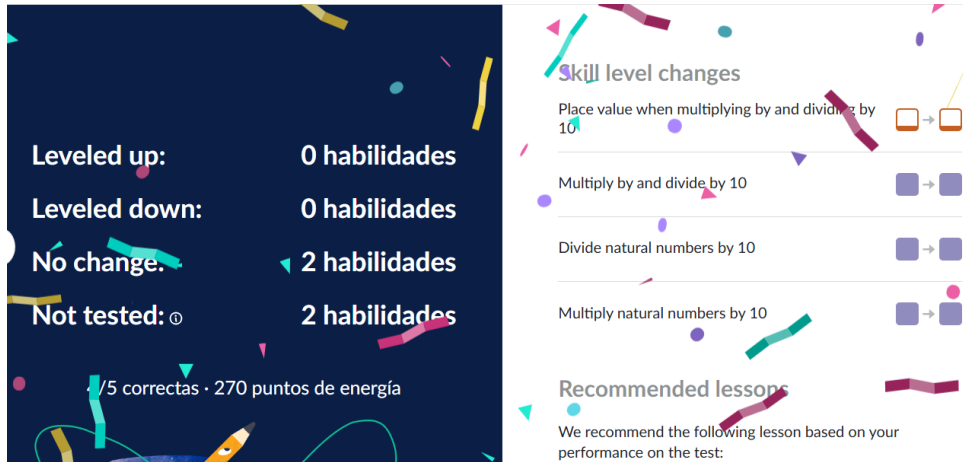 Leveled up: 0 habilidades
Leveled down: 0 habilidades
No change: 2 habilidades
Not tested: 2 habilidades
4/5 correctas · 270 puntos de energía
Skill level changes
Place value when multiplying by and dividing by
10
Multiply by and divide by 10
Divide natural numbers by 10
Multiply natural numbers by 10
Recommended lessons
We recommend the following lesson based on your
performance on the test: